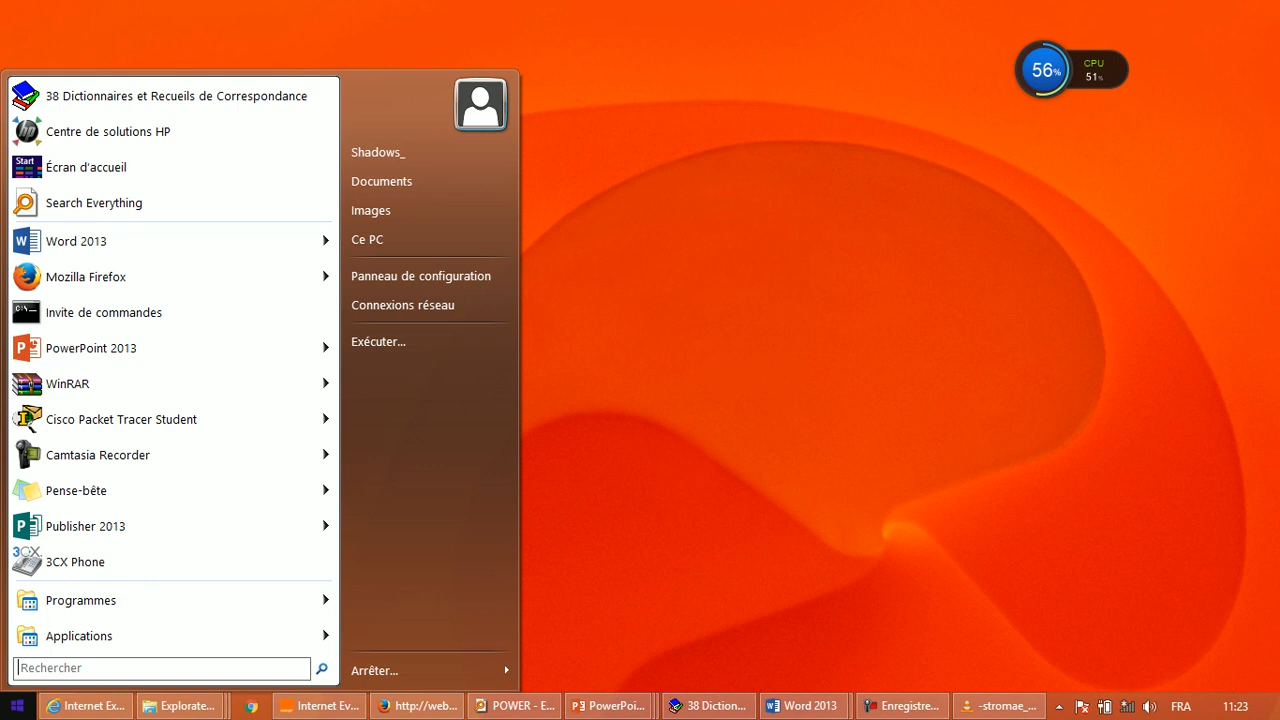 38 Dictionnaires et Recueils de Correspondance
Centre de solutions HP
Start
Écran d'accueil
Search Everything
Word 2013
Mozilla Firefox
Invite de commandes
PowerPoint 2013
WinRAR
Cisco Packet Tracer Student
Camtasia Recorder
Pense-bête
Publisher 2013
3CX Phone
Programmes
Applications
Rechercher
Shadows_
Documents
Images
Ce PC
Panneau de configuration
Connexions réseau
Exécuter...
Arrêter...
56%
CPU
51%
Internet Ex...
Explorate...
Internet Ev...
http://web...
POWER - E...
PowerPoi...
38 Diction...
Word 2013
Enregistre...
-stromae_...
FRA
11:23